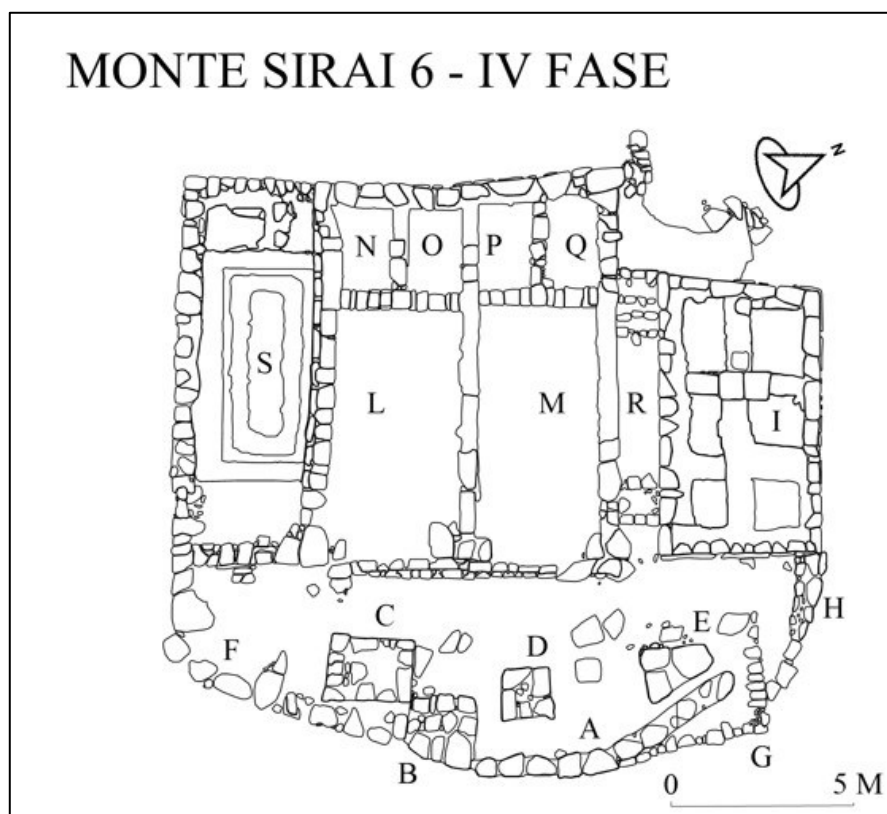 MONTE SIRAI 6 - IV FASE
N
N O P Q
S
L M R I
C E H
F D
A
B G
0 5 M